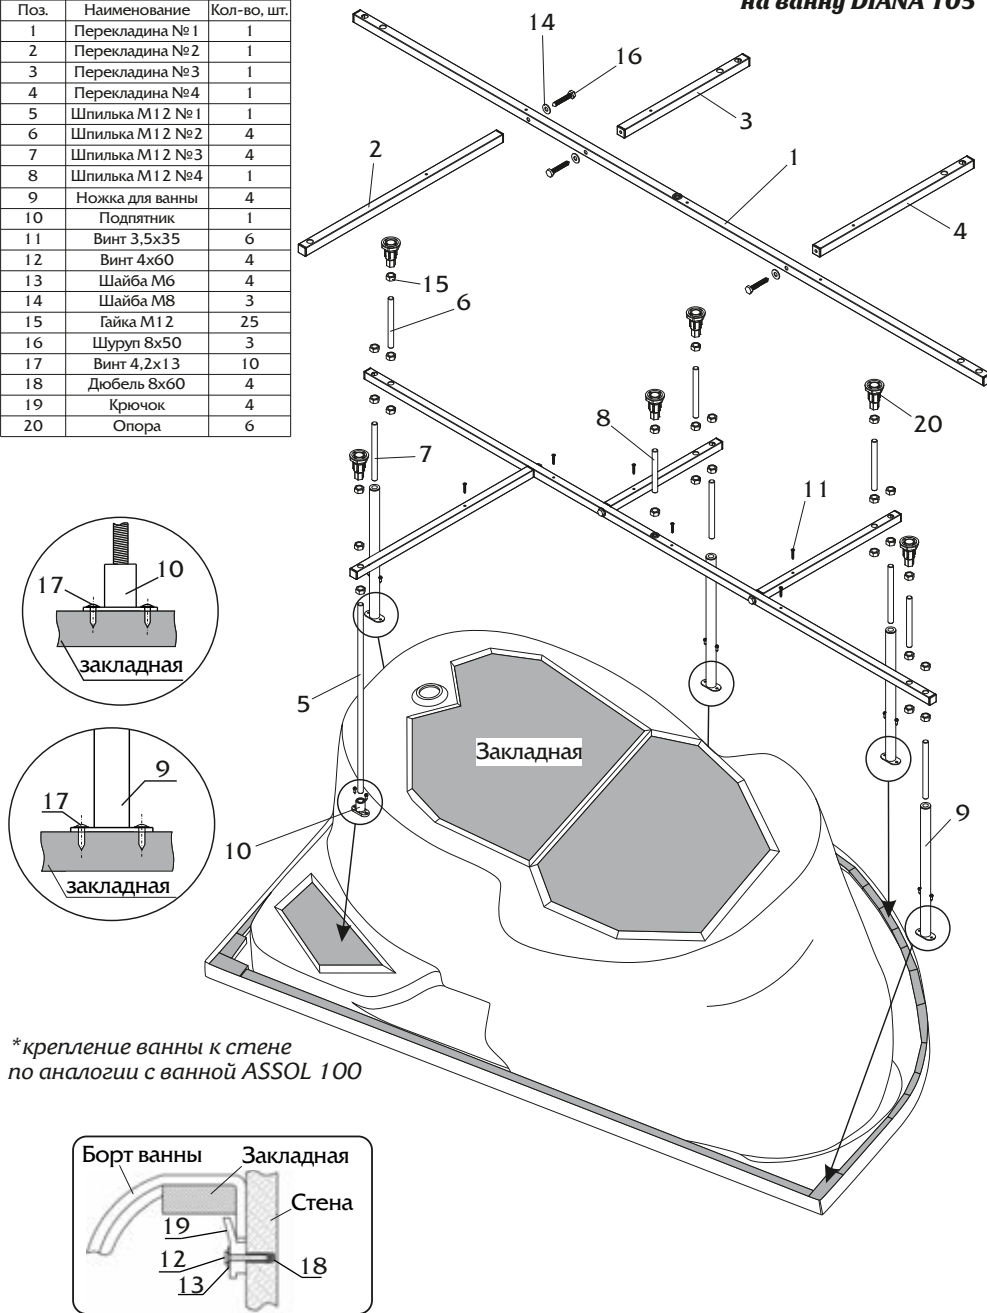 на ванну DIANA 105
Поз. Наименование Кол-во, шт.
1 Перекладина №1 1
2 Перекладина №2 1
3 Перекладина №3 1
4 Перекладина №4 1
5 Шпилька М12 №1 1
6 Шпилька М12 №2 4
7 Шпилька М12 №3 4
8 Шпилька М12 №4 1
9 Ножка для ванны 4
10 Подпятник 1
11 Винт 3,5х35 6
12 Винт 4х60 4
13 Шайба М6 4
14 Шайба М8 3
15 Гайка М12 25
16 Шуруп 8х50 3
17 Винт 4,2х13 10
18 Дюбель 8х60 4
19 Крючок 4
20 Опора 6
14
16
3
2
1
4
15
6
20
8
7
11
17
10
закладная
5
Закладная
9
17
закладная
10
9
*крепление ванны к стене
по аналогии с ванной ASSOL 100
Борт ванны
Закладная
Стена
19
12
13
18